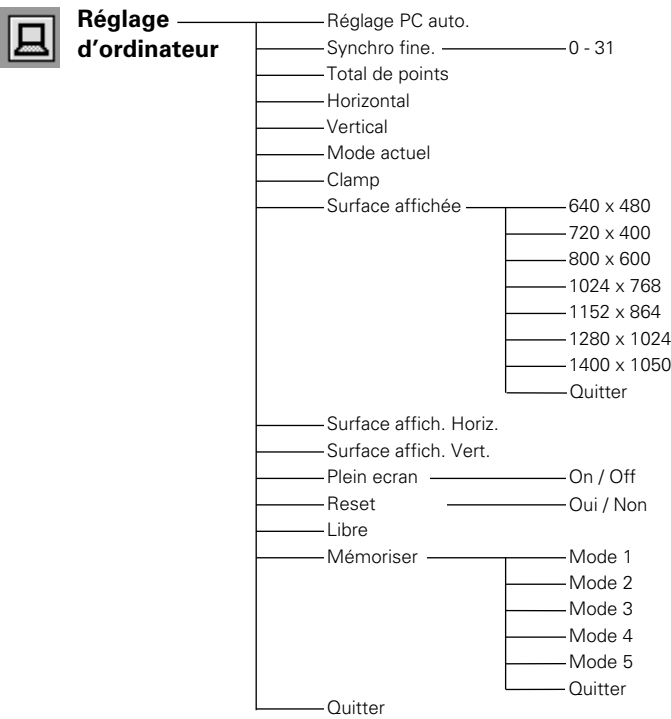 Réglage
d'ordinateur
Réglage PC auto.
Synchro fine. 0 - 31
Total de points
Horizontal
Vertical
Mode actuel
Clamp
Surface affichée 640 x 480
720 x 400
800 x 600
1024 x 768
1152 x 864
1280 x 1024
1400 x 1050
Quitter
Surface affich. Horiz.
Surface affich. Vert.
Plein ecran On / Off
Reset Oui / Non
Libre
Mémoriser Mode 1
Mode 2
Mode 3
Mode 4
Mode 5
Quitter
Quitter